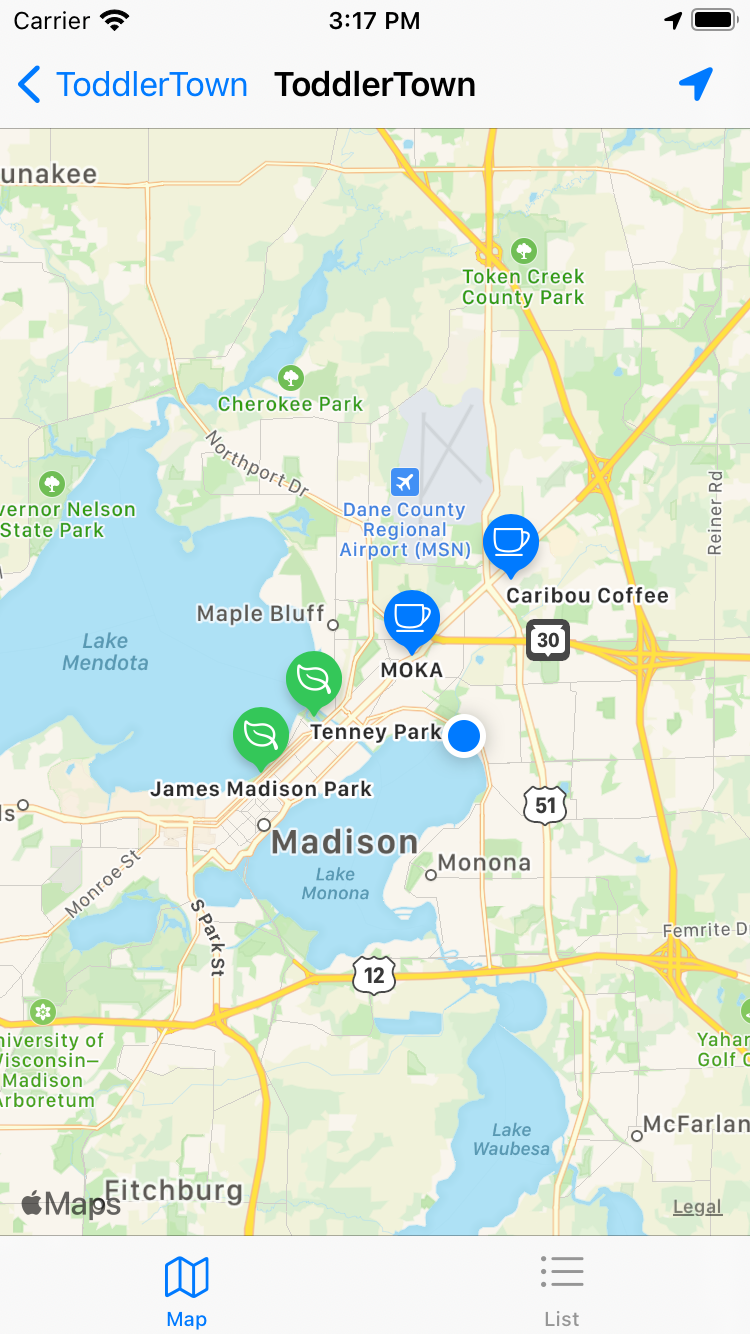 Carrier
3:17 PM
ToddlerTown
ToddlerTown
unakee
Token Creek
County Park
Cherokee Park
Northport Dr
vernor Nelson
State Park
Dane County
Regional
Airport (MSN)
Reiner Rd
Caribou Coffee
Maple Bluff
30
Lake
Mendota
MOKA
Tenney Park
James Madison Park
51
ls
Madison
Monona
Lake
Monona
Monroe St
S Park St
Femrite D
12
niversity of
Wisconsin–
Madison
Arboretum
Yahar
Golf C
McFarlan
Lake
Waubesa
Fitchburg
Maps
Legal
Map
List